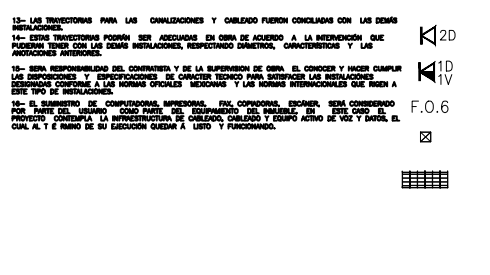 13- LAS TRAYECTORIAS PARA LAS CANALIZACIONES Y CABLEADO FUERON CONCILIADAS CON LAS DEMÁS
INSTALACIONES.
14- ESTAS TRAYECTORIAS PODRÁN SER ADECUADAS EN OBRA DE ACUERDO A LA INTERVENCIÓN QUE
PUDIERAN TENER CON LAS DEMÁS INSTALACIONES, RESPECTANDO DIÁMETROS, CARACTERÍSTICAS Y LAS
ANOTACIONES ANTERIORES.
15- SERA RESPONSABILIDAD DEL CONTRATISTA Y DE LA SUPERVISION DE OBRA EL CONOCER Y HACER CUMPLIR
LAS DISPOSICIONES Y ESPECIFICACIONES DE CARACTER TECNICO PARA SATISFACER LAS INSTALACIÓNES
DESIGNADAS CONFORME A LAS NORMAS OFICIALES MEXICANAS Y LAS NORMAS INTERNACIONALES QUE RIGEN A
ESTE TIPO DE INSTALACIONES.
16- EL SUMINISTRO DE COMPUTADORAS, IMPRESORAS, FAX, COPIADORAS, ESCÁNER, SERÁ CONSIDERADO
POR PARTE DEL USUARIO COMO PARTE DEL EQUIPAMIENTO DEL INMUEBLE, EN ESTE CASO EL
PROYECTO CONTEMPLA LA INFRAESTRUCTURA DE CABLEADO, CABLEADO Y EQUIPO ACTIVO DE VOZ Y DATOS, EL
CUAL AL T É RMINO DE SU EJECUCIÓN QUEDAR Á LISTO Y FUNCIONANDO.
2D
1D
1V
F.O.6